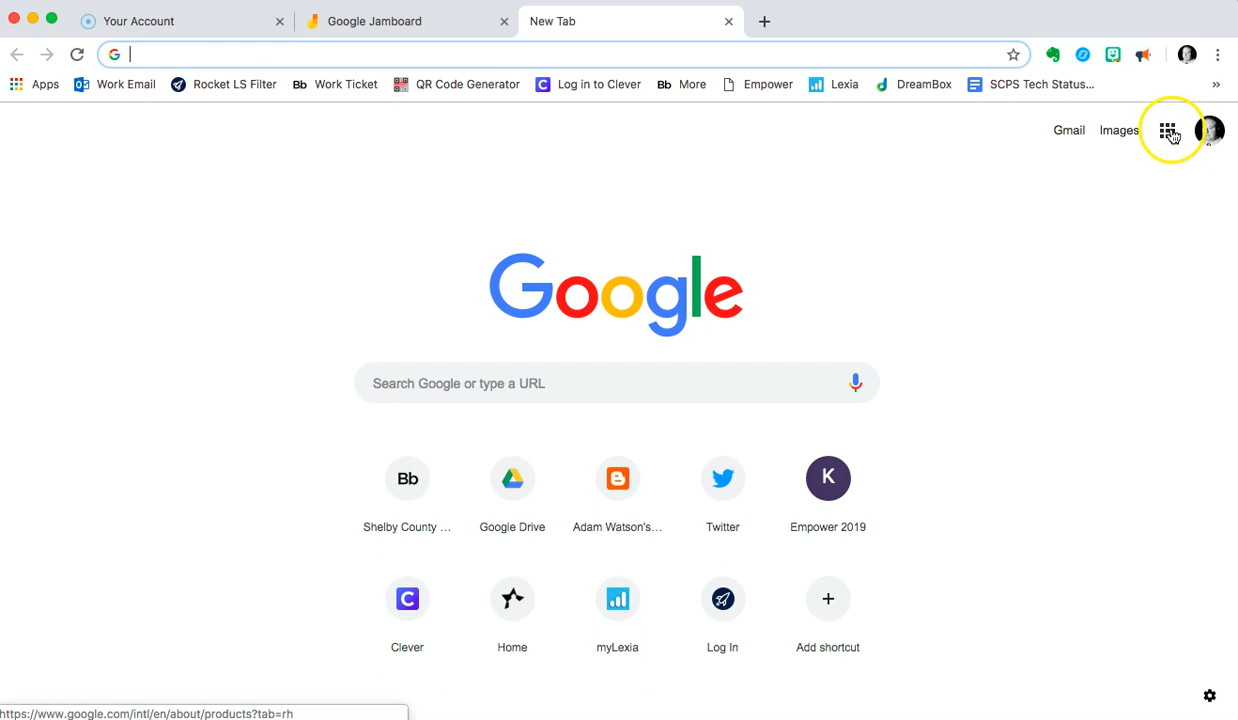 Your Account
Google Jamboard
New Tab
Apps Work Email Rocket LS Filter Bb Work Ticket QR Code Generator C Log in to Clever Bb More Empower Lexia DreamBox SCPS Tech Status... »
Gmail Images
Google
Search Google or type a URL
Bb
K
Shelby County ... Google Drive Adam Watson's... Twitter Empower 2019
C
Clever Home myLexia Log In Add shortcut
https://www.google.com/intl/en/about/products?tab=rh